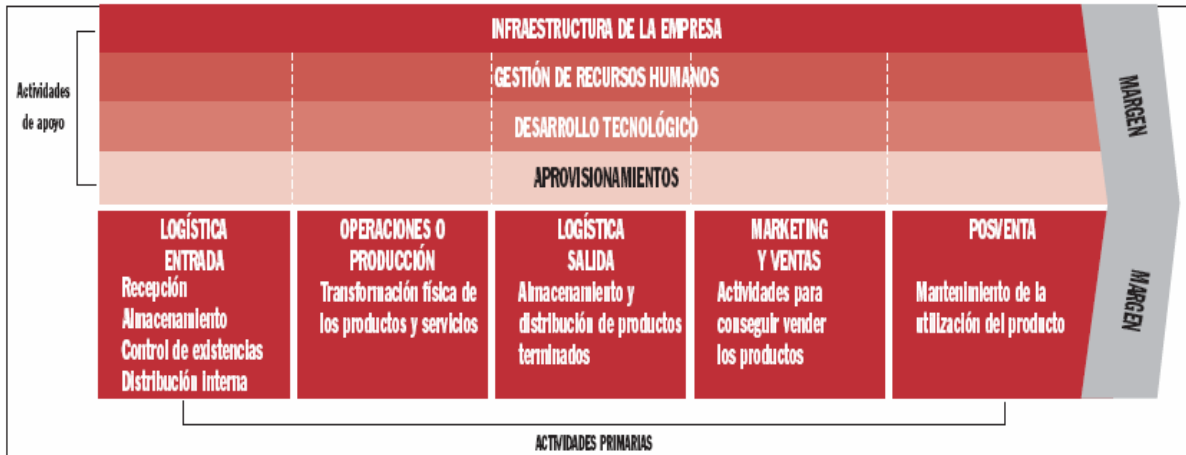 INFRAESTRUCTURA DE LA EMPRESA
GESTIÓN DE RECURSOS HUMANOS
DESARROLLO TECNOLÓGICO
APROVISIONAMIENTOS
Actividades
de apoyo
MARGEN
LOGÍSTICA
ENTRADA
Recepción
Almacenamiento
Control de existencias
Distribución interna
OPERACIONES O
PRODUCCIÓN
Transformación física de
los productos y servicios
LOGÍSTICA
SALIDA
Almacenamiento y
distribución de productos
terminados
MARKETING
Y VENTAS
Actividades para
conseguir vender
los productos
POSVENTA
Mantenimiento de la
utilización del producto
MARGEN
ACTIVIDADES PRIMARIAS